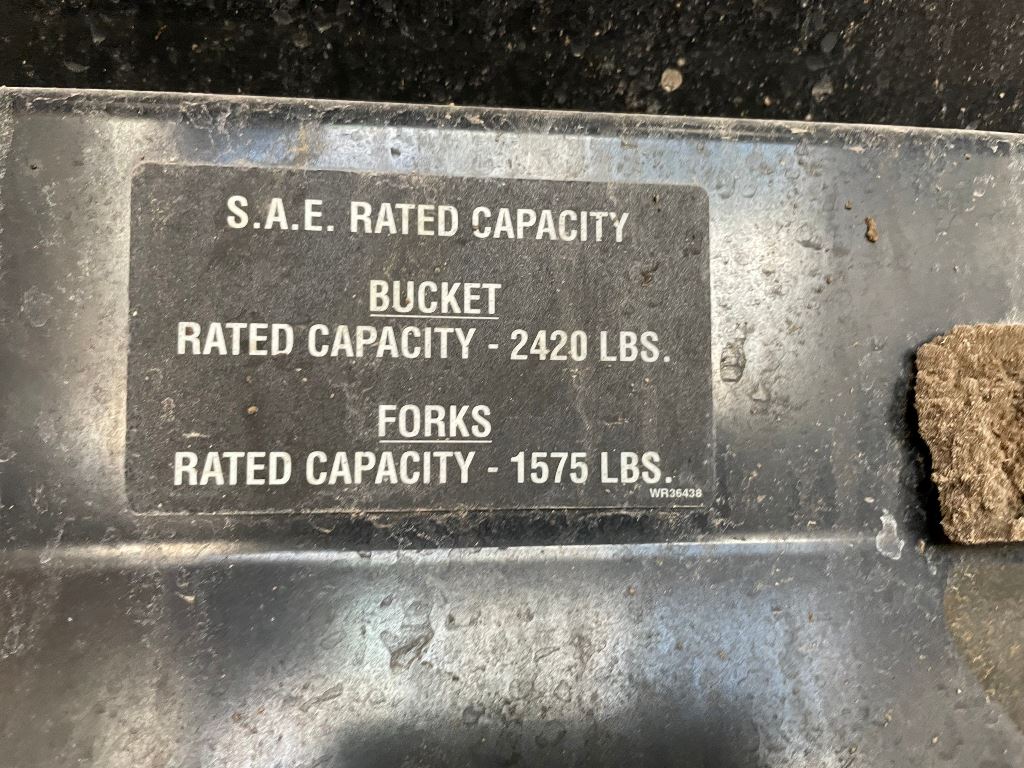 S.A.E. RATED CAPACITY
BUCKET
RATED CAPACITY - 2420 LBS.
FORKS
RATED CAPACITY - 1575 LBS.
WR36438